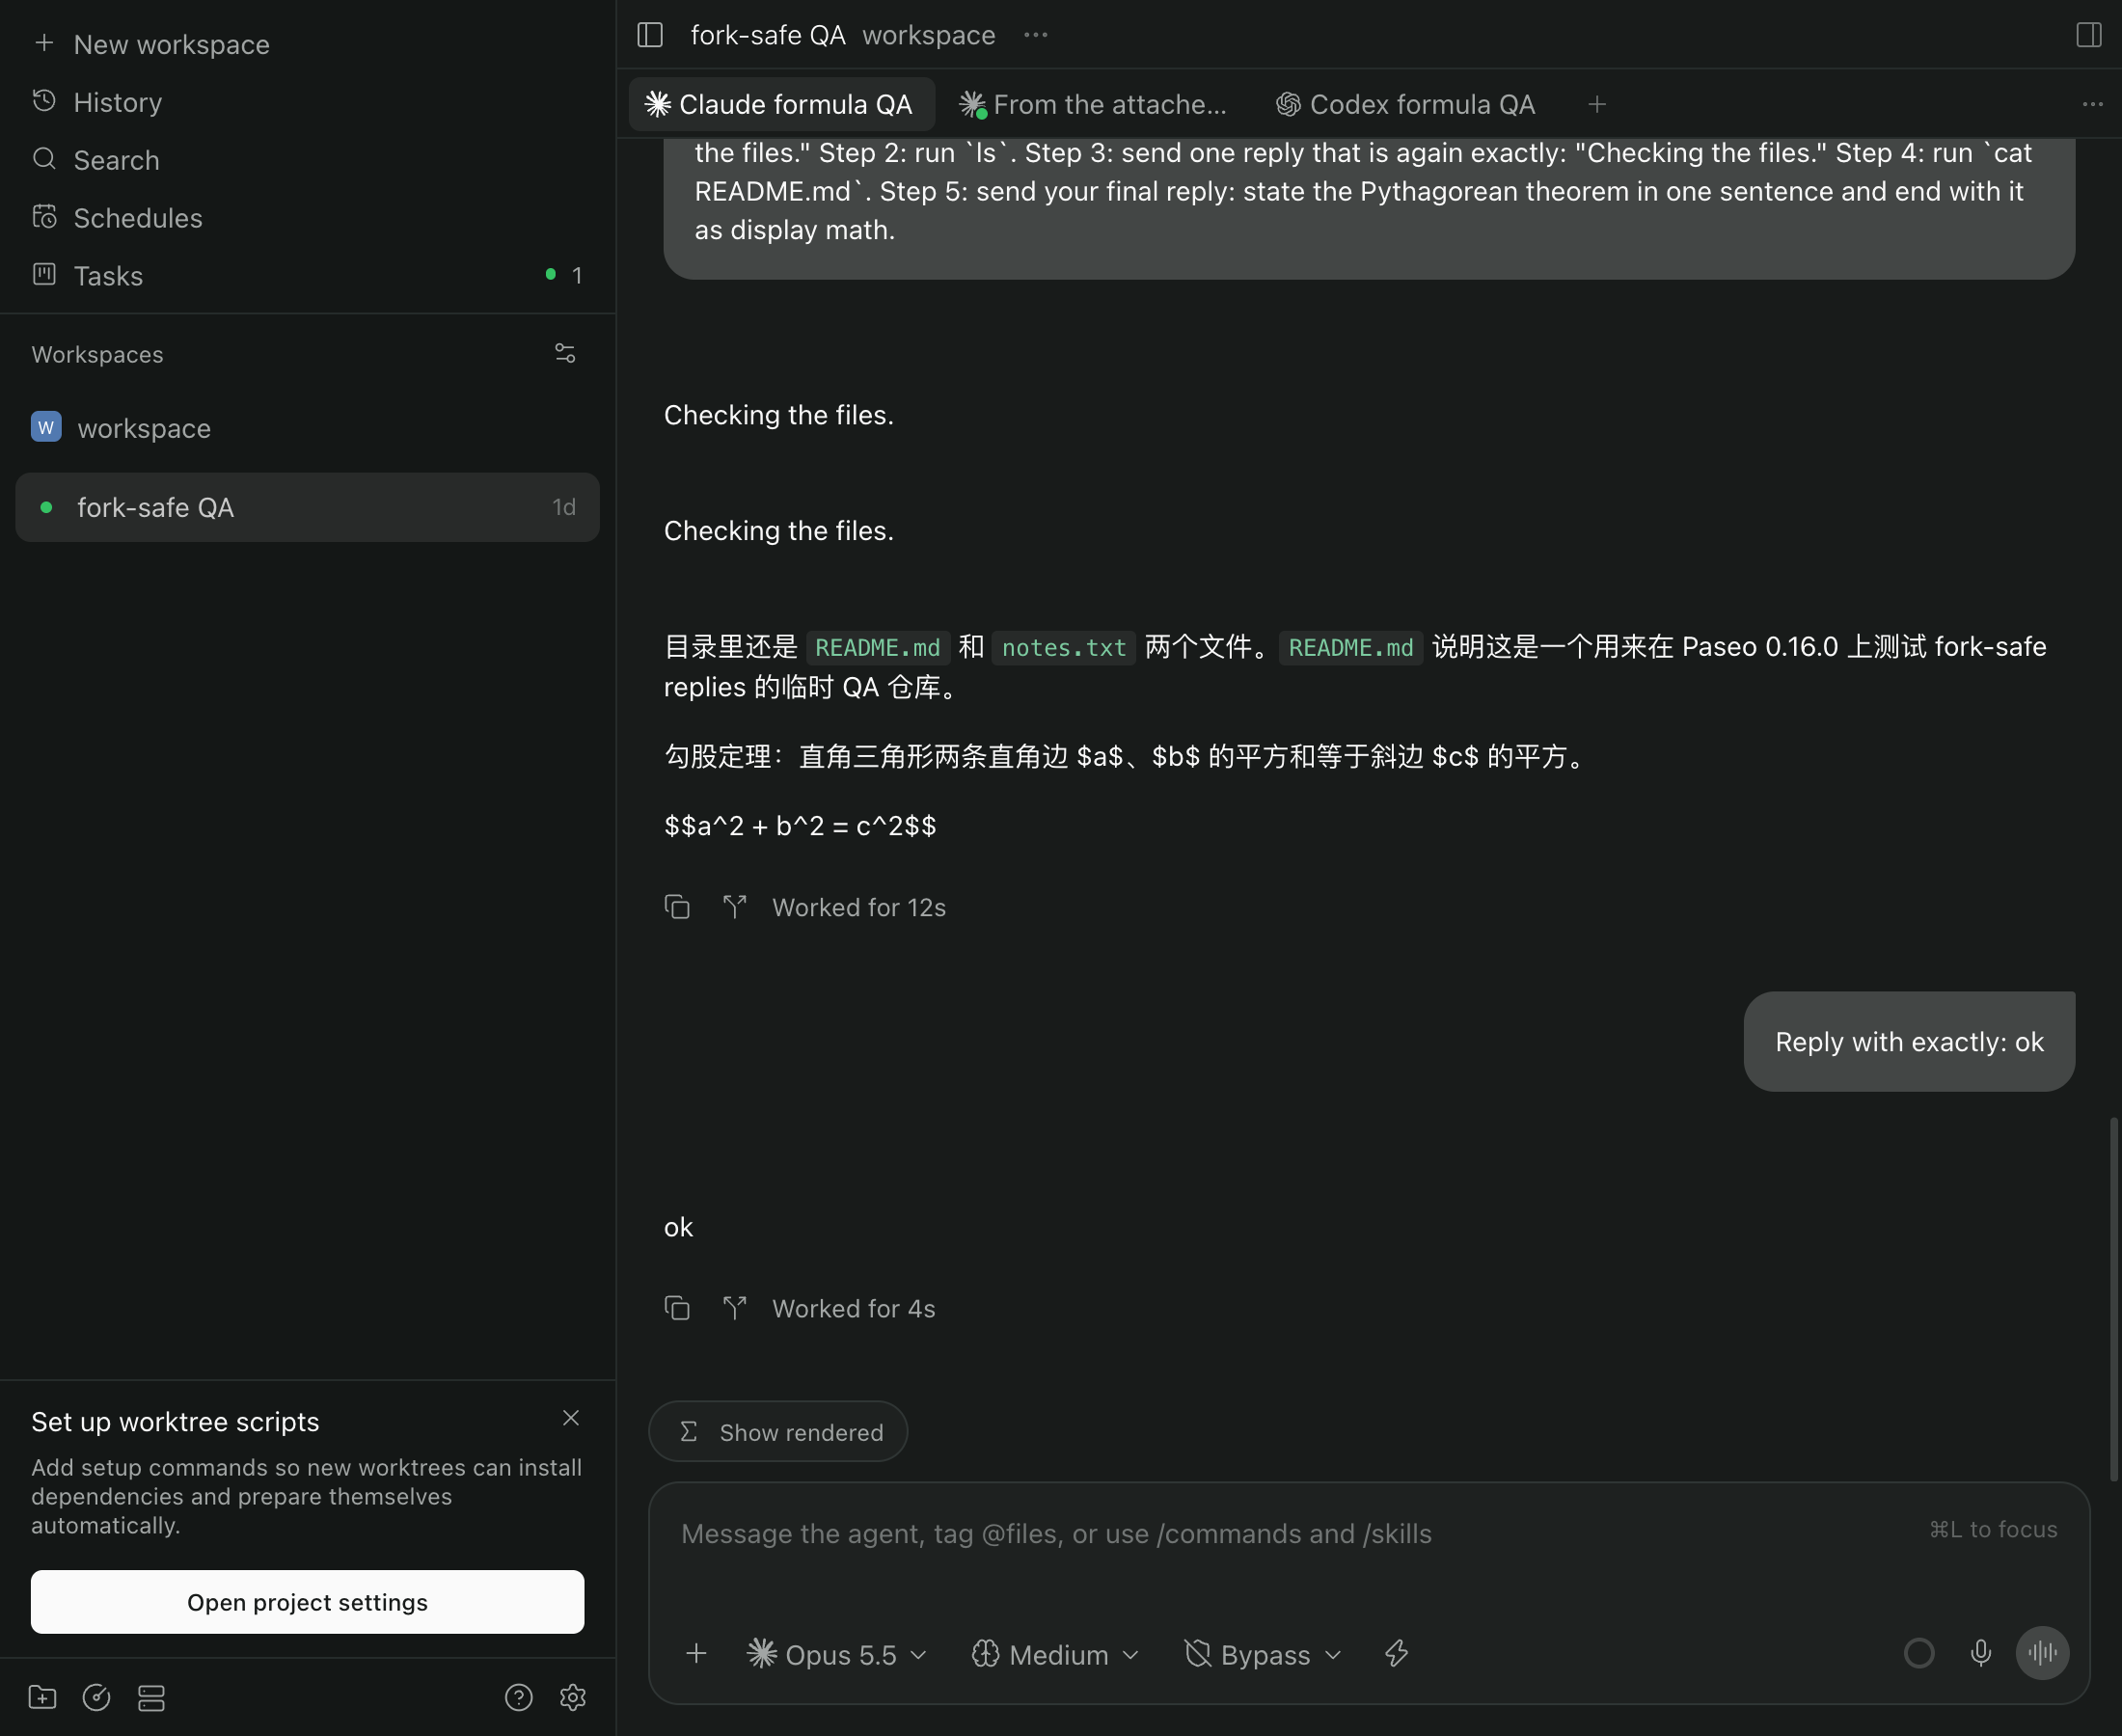 New workspace
History
Search
Schedules
Tasks
1
Workspaces
W
workspace
fork-safe QA
1d
Set up worktree scripts
Add setup commands so new worktrees can install
dependencies and prepare themselves
automatically.
Open project settings
fork-safe QA workspace
Claude formula QA
From the attache...
Codex formula QA
the files." Step 2: run `ls`. Step 3: send one reply that is again exactly: "Checking the files." Step 4: run `cat
README.md`. Step 5: send your final reply: state the Pythagorean theorem in one sentence and end with it
as display math.
Checking the files.
Checking the files.
目录里还是 README.md 和 notes.txt 两个文件。README.md 说明这是一个用来在 Paseo 0.16.0 上测试 fork-safe
replies 的临时 QA 仓库。
勾股定理：直角三角形两条直角边 $a$、$b$ 的平方和等于斜边 $c$ 的平方。
$$a^2 + b^2 = c^2$$
Worked for 12s
Reply with exactly: ok
ok
Worked for 4s
Show rendered
Message the agent, tag @files, or use /commands and /skills
⌘L to focus
Opus 5.5
Medium
Bypass